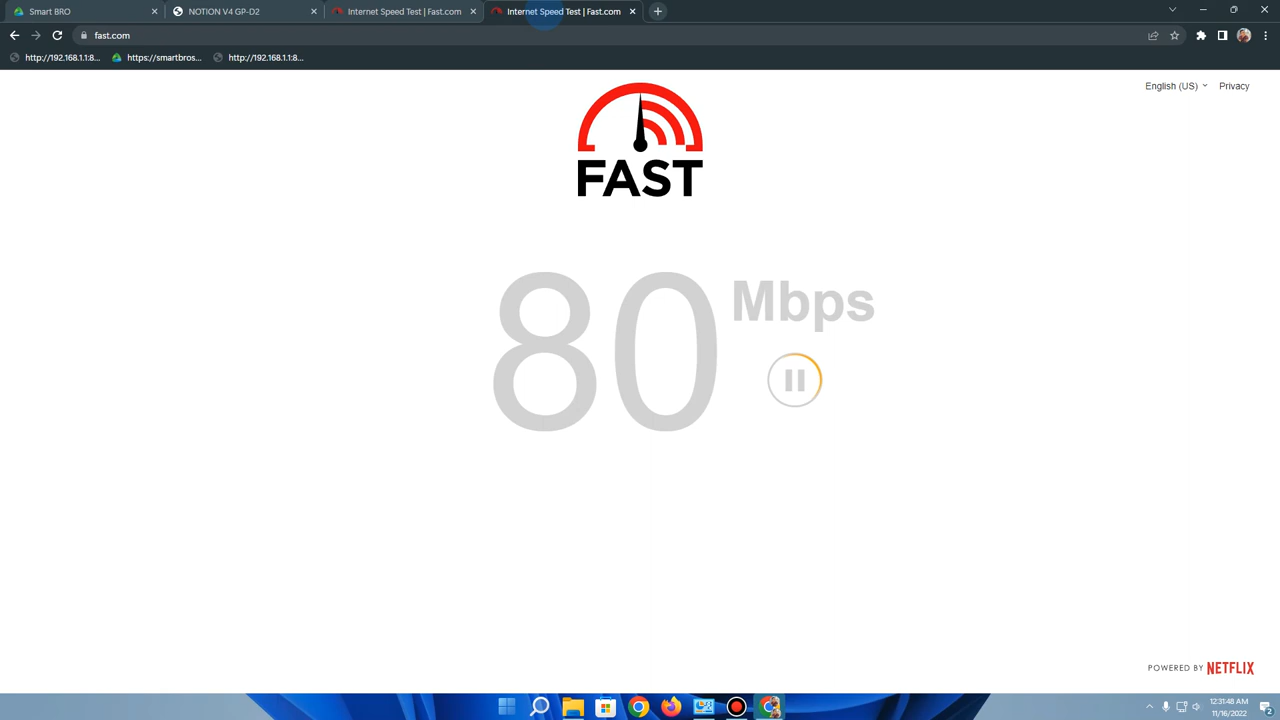 Smart BRO
NOTION V4 GP-D2
Internet Speed Test | Fast.com
Internet Speed Test | Fast.com
fast.com
http://192.168.1.1:8...
https://smartbros...
http://192.168.1.1:8...
English (US)
Privacy
FAST
80 Mbps
POWERED BY NETFLIX
12:31:48 AM
11/16/2022
2